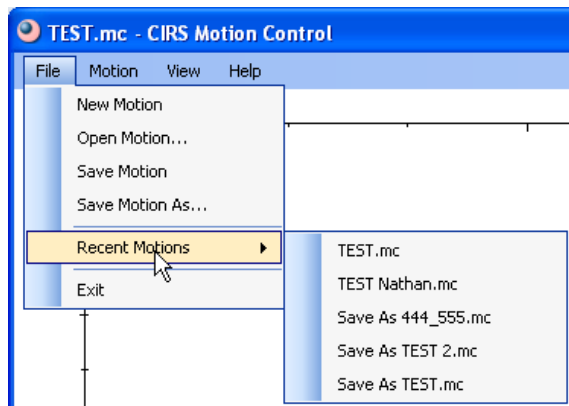 TEST.mc - CIRS Motion Control
File Motion View Help
New Motion
Open Motion...
Save Motion
Save Motion As...
Recent Motions
Exit
TEST.mc
TEST Nathan.mc
Save As 444_555.mc
Save As TEST 2.mc
Save As TEST.mc